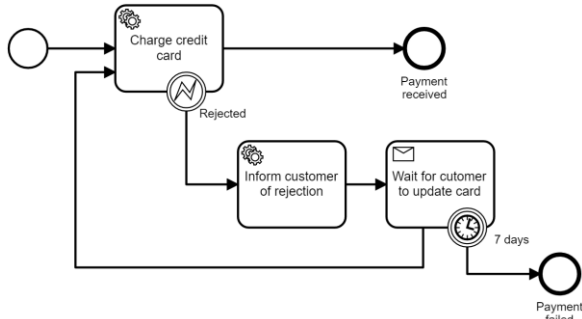 Charge credit
card
Payment
received
Rejected
Inform customer
of rejection
Wait for cutomer
to update card
7 days
Payment
failed